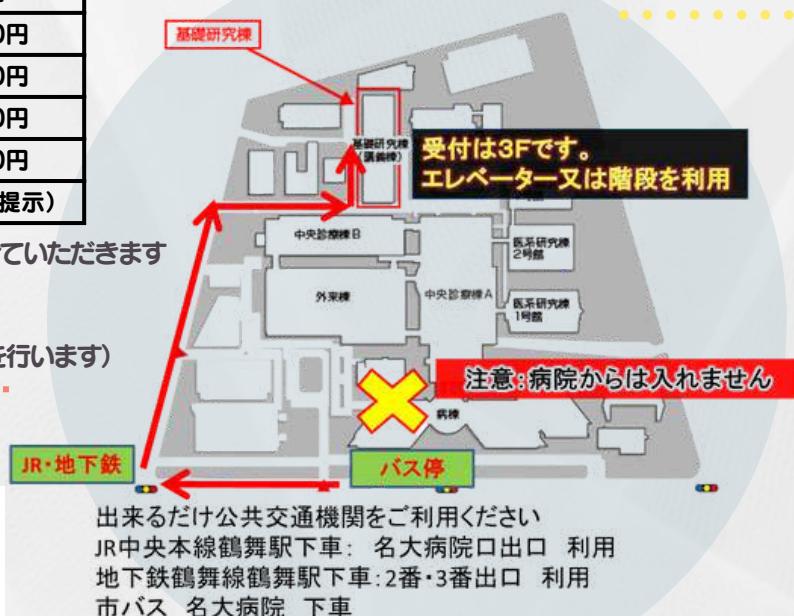 0円
0円
0円
0円
提示)
ていただきます
を行います)
基礎研究棟
基礎研究棟
(講義棟)
受付は3Fです。
エレベーター又は階段を利用
中央診療棟B
医系研究棟
2号館
外来棟
中央診療棟A
医系研究棟
1号館
注意:病院からは入れません
病棟
JR・地下鉄
バス停
出来るだけ公共交通機関をご利用ください
JR中央本線鶴舞駅下車: 名大病院口出口 利用
地下鉄鶴舞線鶴舞駅下車:2番・3番出口 利用
市バス 名大病院 下車